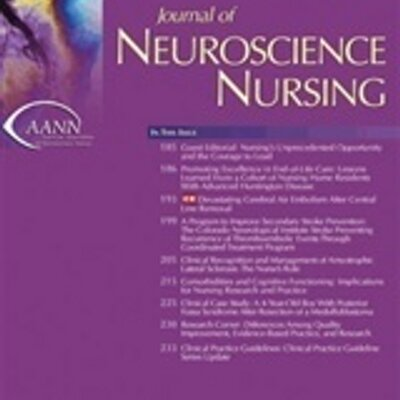 Journal of
NEUROSCIENCE
NURSING
AANN
IN THIS ISSUE
185 Guest Editorial: Nursing's Unprecedented Opportunity
and the Courage to Lead
186 Promoting Excellence in End-of-Life Care: Lessons
Learned From a Cohort of Nursing Home Residents
With Advanced Huntington Disease
193 Devastating Cerebral Air Embolism After Central
Line Removal
199 A Program to Improve Secondary Stroke Prevention:
The Colorado Neurological Institute Stroke Preventing
Recurrence of Thromboembolic Events Through
Coordinated Treatment Program
205 Clinical Recognition and Management of Amyotrophic
Lateral Sclerosis: The Nurse's Role
215 Comorbidities and Cognitive Functioning: Implications
for Nursing Research and Practice
225 Clinical Case Study: A 4-Year-Old Boy With Posterior
Fossa Syndrome After Resection of a Medulloblastoma
230 Research Corner: Differences Among Quality
Improvement, Evidence-Based Practice, and Research
233 Clinical Practice Guidelines: Clinical Practice Guideline
Series Update